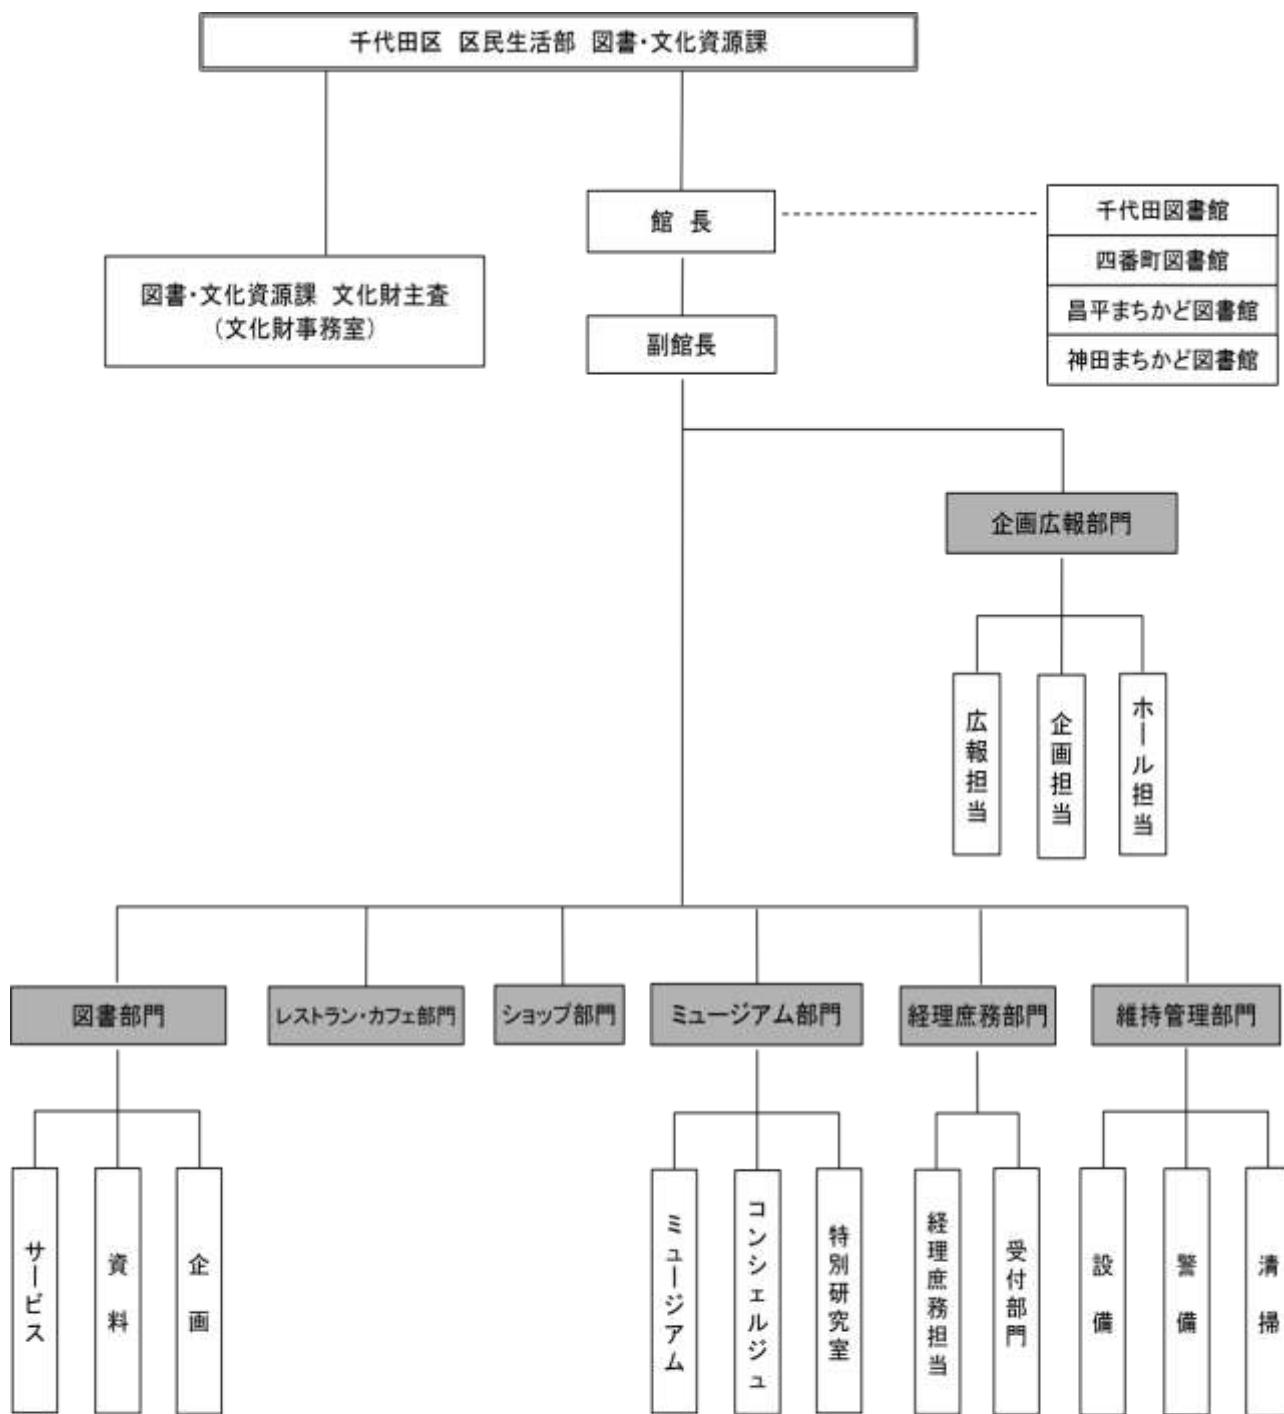 千代田区 区民生活部 図書・文化資源課
館 長
千代田図書館
四番町図書館
昌平まちかど図書館
神田まちかど図書館
図書・文化資源課 文化財主査
(文化財事務室)
副館長
企画広報部門
広報担当
企画担当
ホール担当
図書部門
レストラン・カフェ部門
ショップ部門
ミュージアム部門
経理庶務部門
維持管理部門
サービス
資料
企画
ミュージアム
コンシェルジュ
特別研究室
経理庶務担当
受付部門
設備
警備
清掃